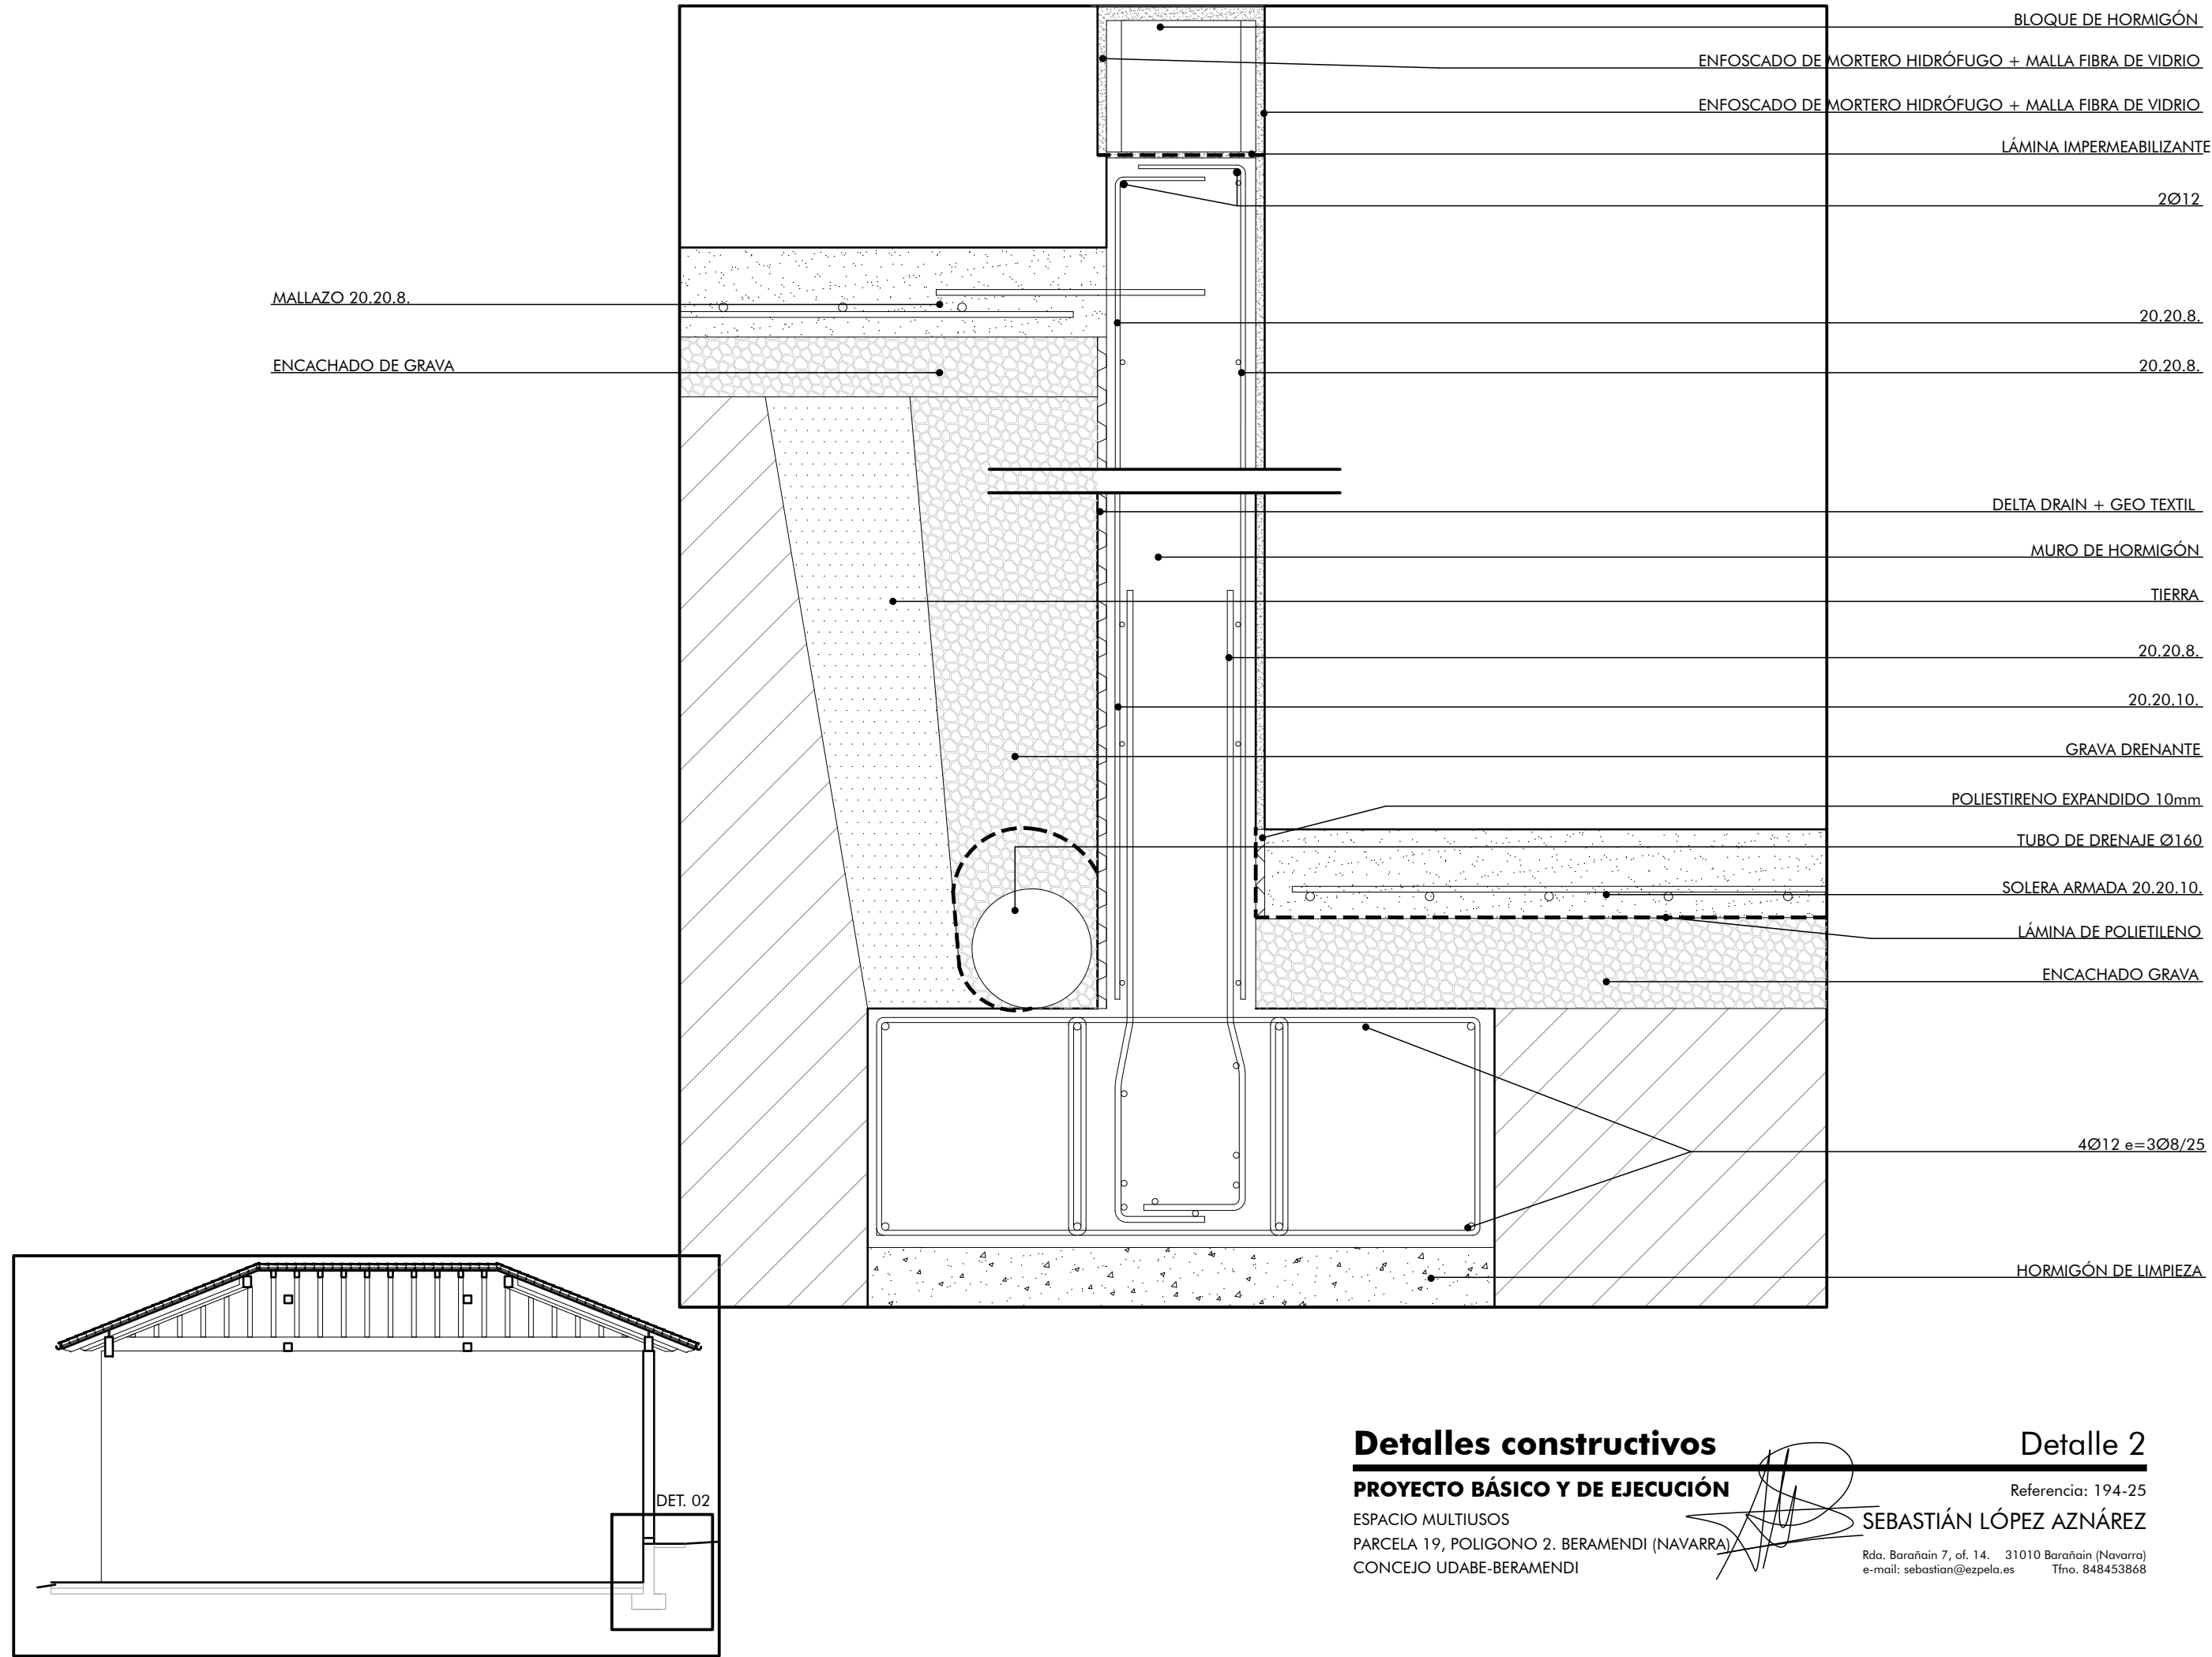 BLOQUE DE HORMIGÓN
ENFOSCADO DE MORTERO HIDRÓFUGO + MALLA FIBRA DE VIDRIO
ENFOSCADO DE MORTERO HIDRÓFUGO + MALLA FIBRA DE VIDRIO
LÁMINA IMPERMEABILIZANTE
2Ø12
MALLAZO 20.20.8.
20.20.8.
ENCACHADO DE GRAVA
20.20.8.
DELTA DRAIN + GEO TEXTIL
MURO DE HORMIGÓN
TIERRA
20.20.8.
20.20.10.
GRAVA DRENANTE
POLIESTIRENO EXPANDIDO 10mm
TUBO DE DRENAJE Ø160
SOLERA ARMADA 20.20.10.
LÁMINA DE POLIETILENO
ENCACHADO GRAVA
4Ø12 e=3Ø8/25
HORMIGÓN DE LIMPIEZA
DET. 02
Detalles constructivos
Detalle 2
PROYECTO BÁSICO Y DE EJECUCIÓN
Referencia: 194-25
ESPACIO MULTIUSOS
SEBASTIÁN LÓPEZ AZNÁREZ
PARCELA 19, POLIGONO 2. BERAMENDI (NAVARRA)
CONCEJO UDABE-BERAMENDI
Rda. Barañain 7, of. 14. 31010 Barañain (Navarra)
e-mail: sebastian@ezpela.es Tfno. 848453868